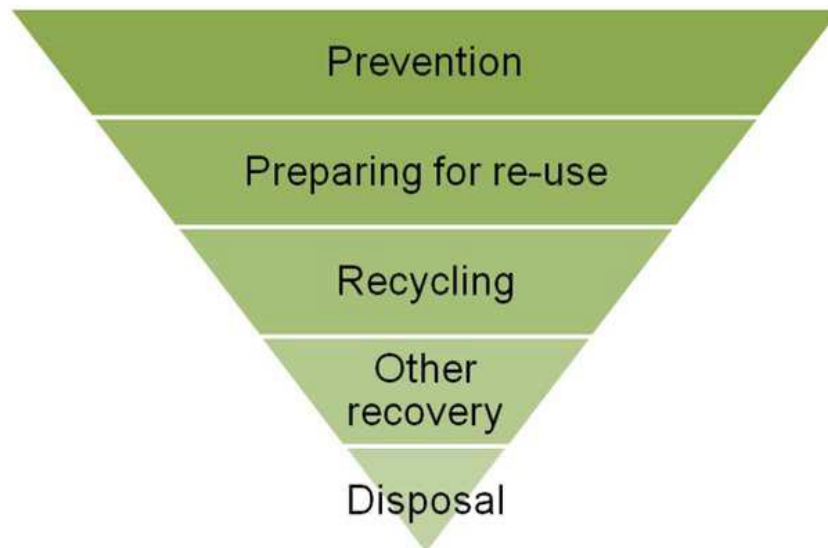 Prevention
Preparing for re-use
Recycling
Other
recovery
Disposal